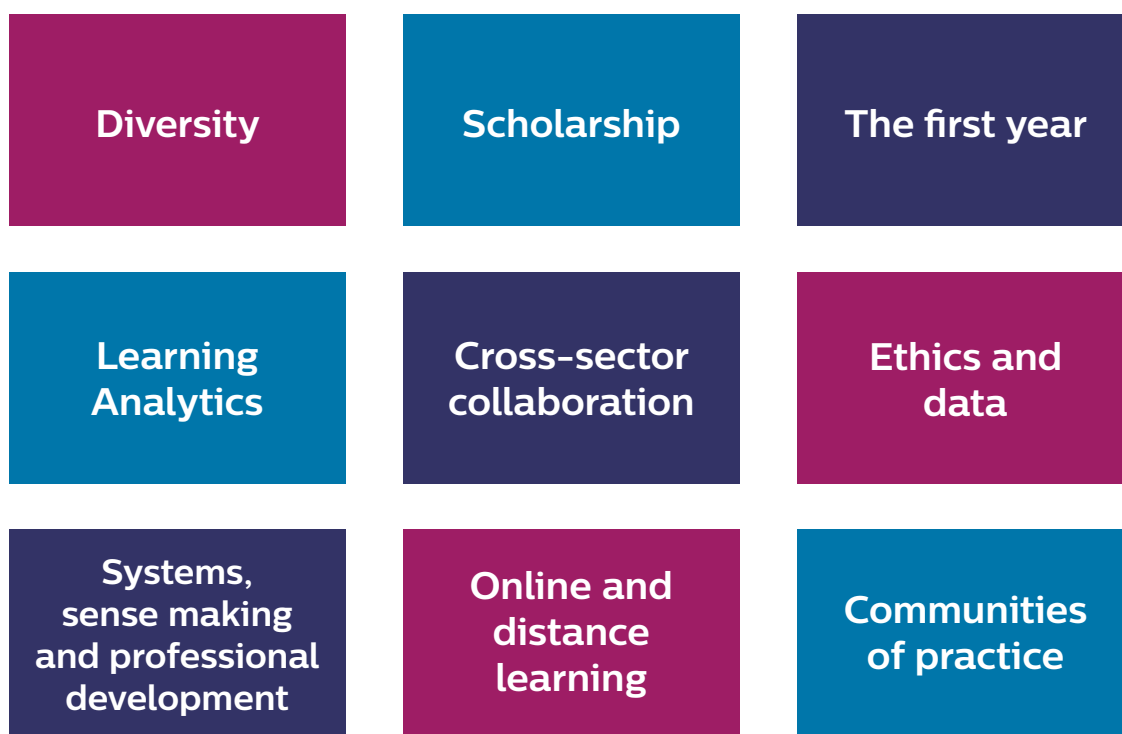 Diversity
Scholarship
The first year
Learning
Analytics
Cross-sector
collaboration
Ethics and
data
Systems,
sense making
and professional
development
Online and
distance
learning
Communities
of practice